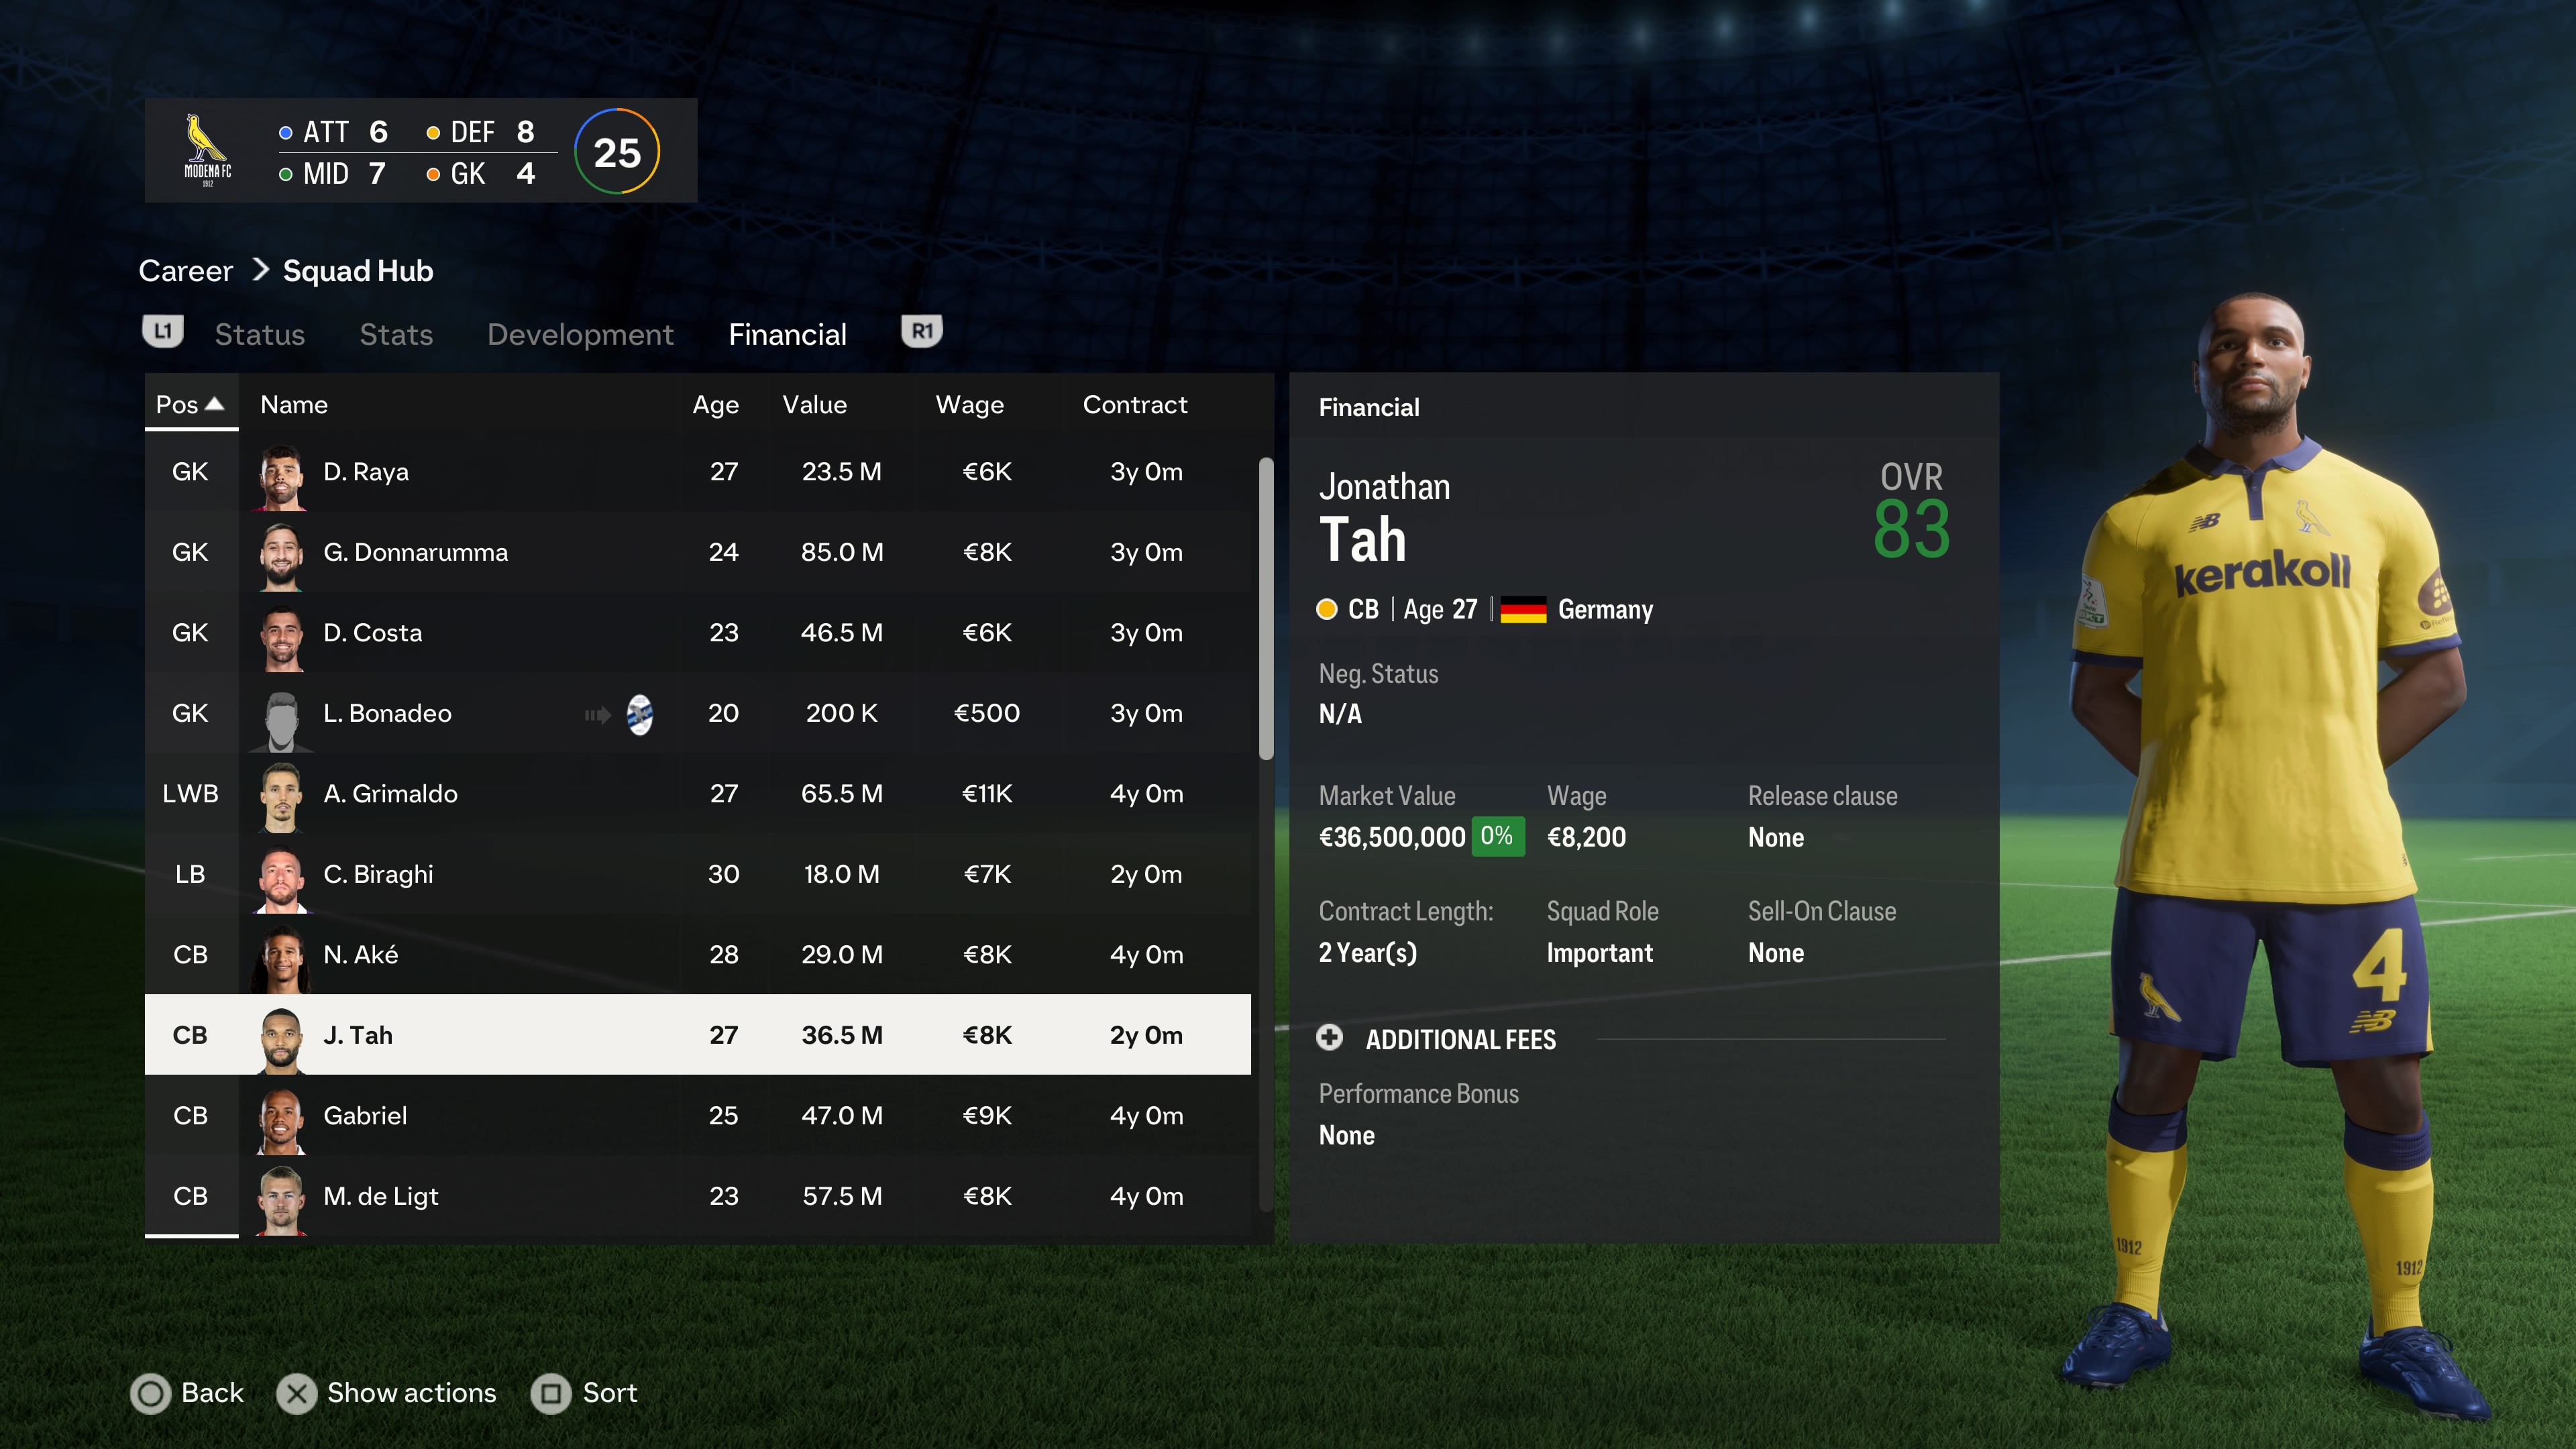 ATT 6 DEF 8
MID 7 GK 4
25
MODENA FC
1912
Career > Squad Hub
L1 Status Stats Development Financial R1
Pos Name Age Value Wage Contract
GK D. Raya 27 23.5 M €6K 3y 0m
GK G. Donnarumma 24 85.0 M €8K 3y 0m
GK D. Costa 23 46.5 M €6K 3y 0m
GK L. Bonadeo 20 200 K €500 3y 0m
LWB A. Grimaldo 27 65.5 M €11K 4y 0m
LB C. Biraghi 30 18.0 M €7K 2y 0m
CB N. Aké 28 29.0 M €8K 4y 0m
CB J. Tah 27 36.5 M €8K 2y 0m
CB Gabriel 25 47.0 M €9K 4y 0m
CB M. de Ligt 23 57.5 M €8K 4y 0m
Financial
Jonathan
Tah
OVR
83
CB | Age 27 | Germany
Neg. Status
N/A
Market Value Wage Release clause
€36,500,000 0% €8,200 None
Contract Length: Squad Role Sell-On Clause
2 Year(s) Important None
ADDITIONAL FEES
Performance Bonus
None
NB
kerakoll
4
NB
1912
1912
Back Show actions Sort